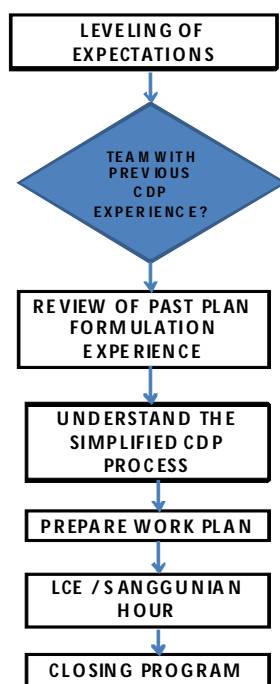 LEVELING OF
EXPECTATIONS
TEAM WITH
PREVIOUS
CDP
EXPERIENCE?
REVIEW OF PAST PLAN
FORMULATION
EXPERIENCE
UNDERSTAND THE
SIMPLIFIED CDP
PROCESS
PREPARE WORK PLAN
LCE / SANGGUNIAN
HOUR
CLOSING PROGRAM